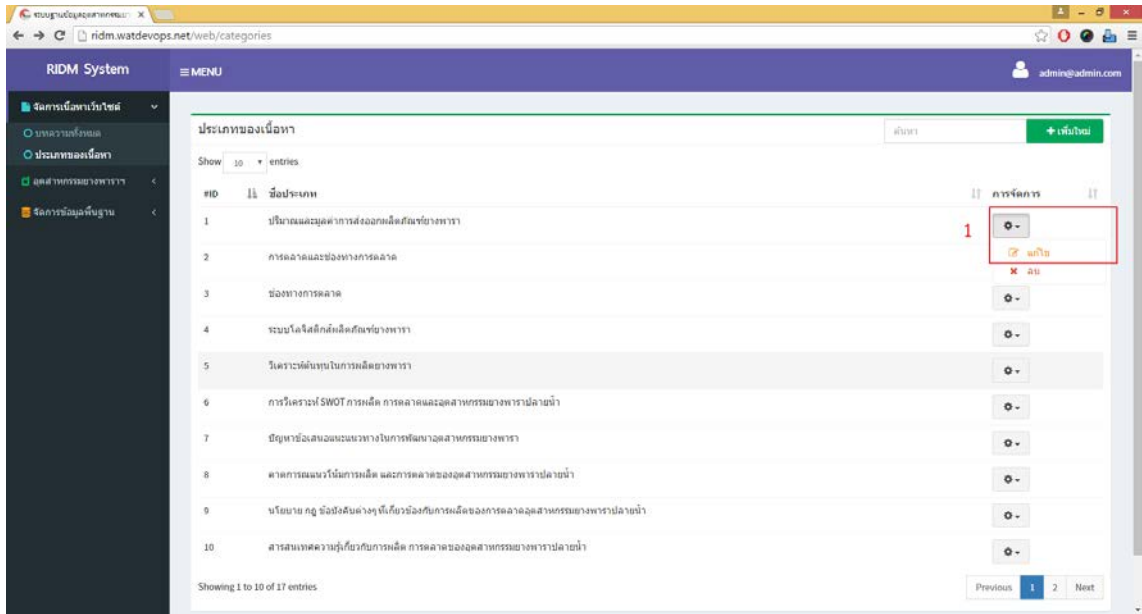 ridm.watdevops.net/web/categories
RIDM System
MENU
admin@admin.com
จัดการเนื้อหาเว็บไซต์
บทความทั้งหมด
ประเภทของเนื้อหา
อุตสาหกรรมยางพาราฯ
จัดการข้อมูลพื้นฐาน
ประเภทของเนื้อหา
ค้นหา
เพิ่มใหม่
Show 10 entries
#ID ชื่อประเภท การจัดการ
1 ปริมาณและมูลค่าการส่งออกผลิตภัณฑ์ยางพารา
1
2 การตลาดและช่องทางการตลาด
แก้ไข
ลบ
3 ช่องทางการตลาด
4 ระบบโลจิสติกส์ผลิตภัณฑ์ยางพารา
5 วิเคราะห์ต้นทุนในการผลิตยางพารา
6 การวิเคราะห์ SWOT การผลิต การตลาดและอุตสาหกรรมยางพาราปลายน้ำ
7 ปัญหาข้อเสนอแนะแนวทางในการพัฒนาอุตสาหกรรมยางพารา
8 คาดการณแนวโน้มการผลิต และการตลาดของอุตสาหกรรมยางพาราปลายน้ำ
9 นโยบาย กฎ ข้อบังคับต่างๆ ที่เกี่ยวข้องกับการผลิตของการตลาดอุตสาหกรรมยางพาราปลายน้ำ
10 สารสนเทศความรู้เกี่ยวกับการผลิต การตลาดของอุตสาหกรรมยางพาราปลายน้ำ
Showing 1 to 10 of 17 entries
Previous 1 2 Next